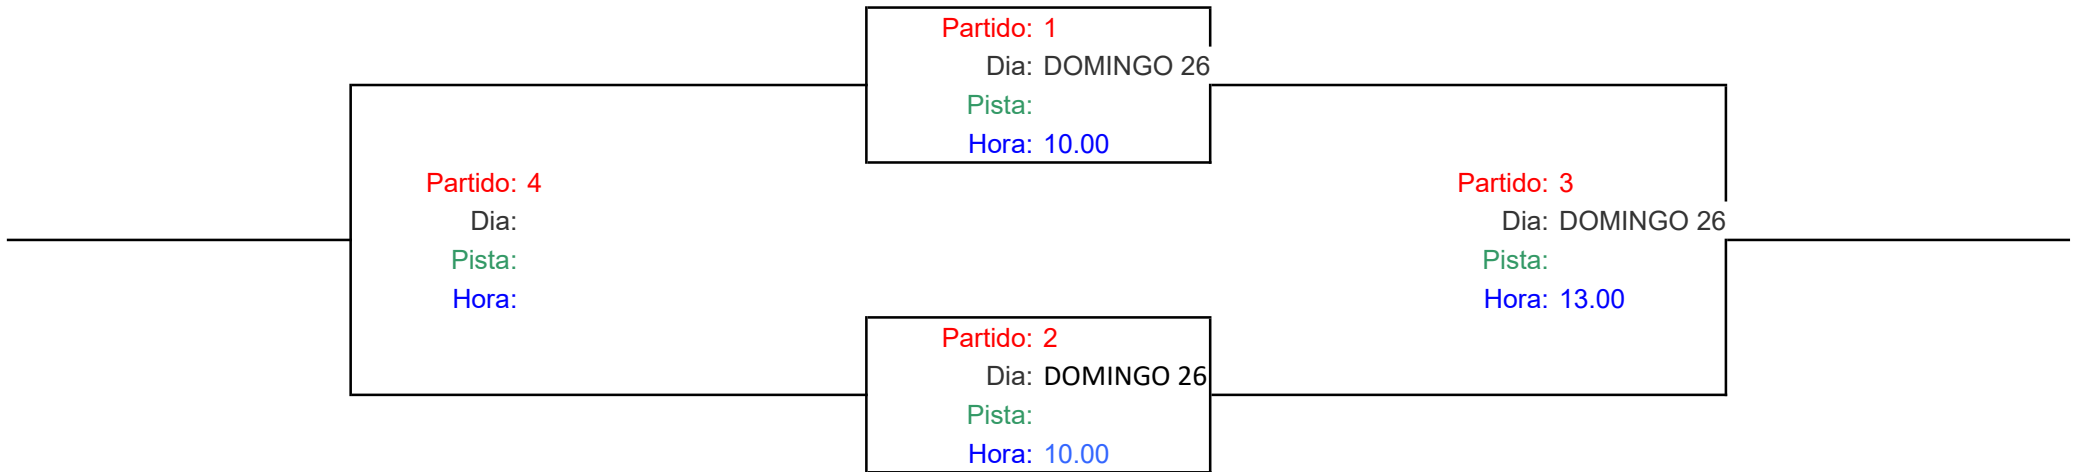 Partido: 1
Dia: DOMINGO 26
Pista:
Hora: 10.00
Partido: 4
Dia:
Pista:
Hora:
Partido: 3
Dia: DOMINGO 26
Pista:
Hora: 13.00
Partido: 2
Dia: DOMINGO 26
Pista:
Hora: 10.00